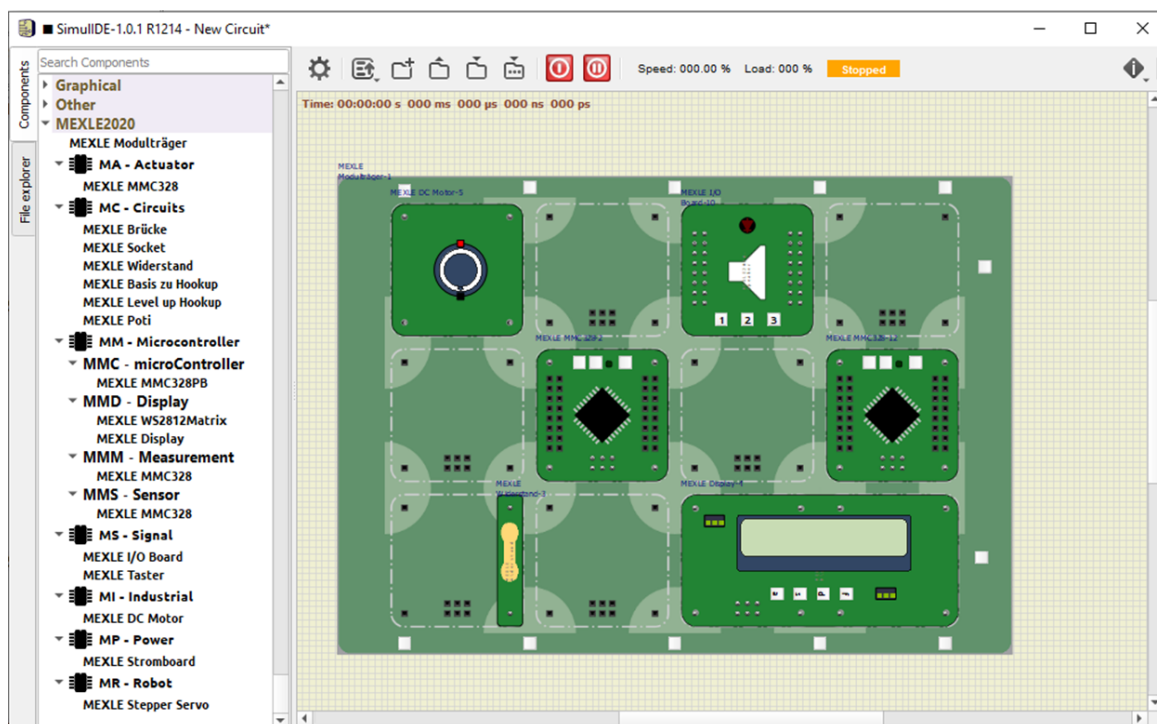 SimulIDE-1.0.1 R1214 - New Circuit*
Components
File explorer
Search Components
Graphical
Other
MEXLE2020
MEXLE Modulträger
MA - Actuator
MEXLE MMC328
MC - Circuits
MEXLE Brücke
MEXLE Socket
MEXLE Widerstand
MEXLE Basis zu Hookup
MEXLE Level up Hookup
MEXLE Poti
MM - Microcontroller
MMC - microController
MEXLE MMC328PB
MMD - Display
MEXLE WS2812Matrix
MEXLE Display
MMM - Measurement
MEXLE MMC328
MMS - Sensor
MEXLE MMC328
MS - Signal
MEXLE I/O Board
MEXLE Taster
MI - Industrial
MEXLE DC Motor
MP - Power
MEXLE Stromboard
MR - Robot
MEXLE Stepper Servo
Speed: 000.00 % Load: 000 % Stopped
Time: 00:00:00 s 000 ms 000 µs 000 ns 000 ps
MEXLE
Modulträger-1
MEXLE DC Motor-5
MEXLE I/O
Board-10
1 2 3
MEXLE
MEXLE
MEXLE
Widerstand-3
MEXLE Display-4